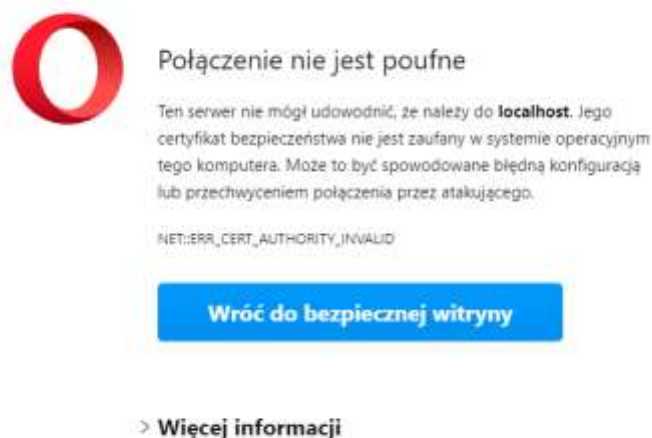 Połączenie nie jest poufne
Ten serwer nie mógł udowodnić, że należy do localhost. Jego
certyfikat bezpieczeństwa nie jest zaufany w systemie operacyjnym
tego komputera. Może to być spowodowane błędną konfiguracją
lub przechwyceniem połączenia przez atakującego.
NET::ERR_CERT_AUTHORITY_INVALID
Wróć do bezpiecznej witryny
> Więcej informacji